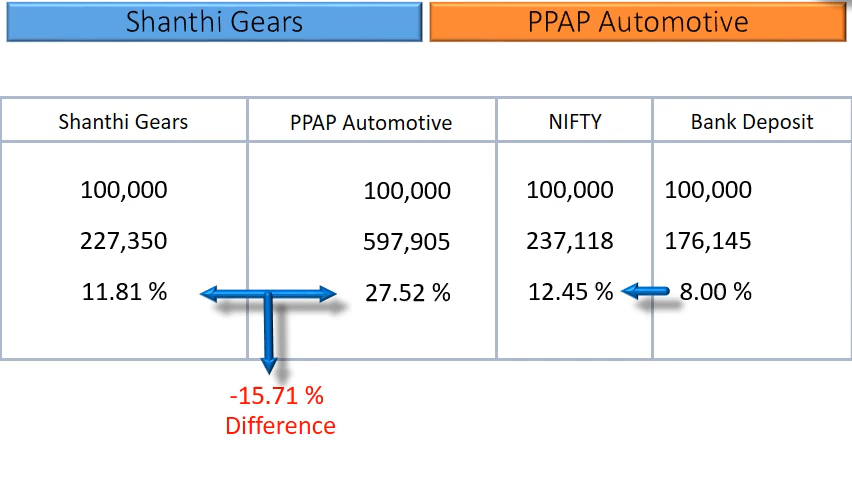 Shanthi Gears PPAP Automotive
Shanthi Gears PPAP Automotive NIFTY Bank Deposit
100,000 100,000 100,000 100,000
227,350 597,905 237,118 176,145
11.81 % 27.52 % 12.45 % 8.00 %
-15.71 %
Difference